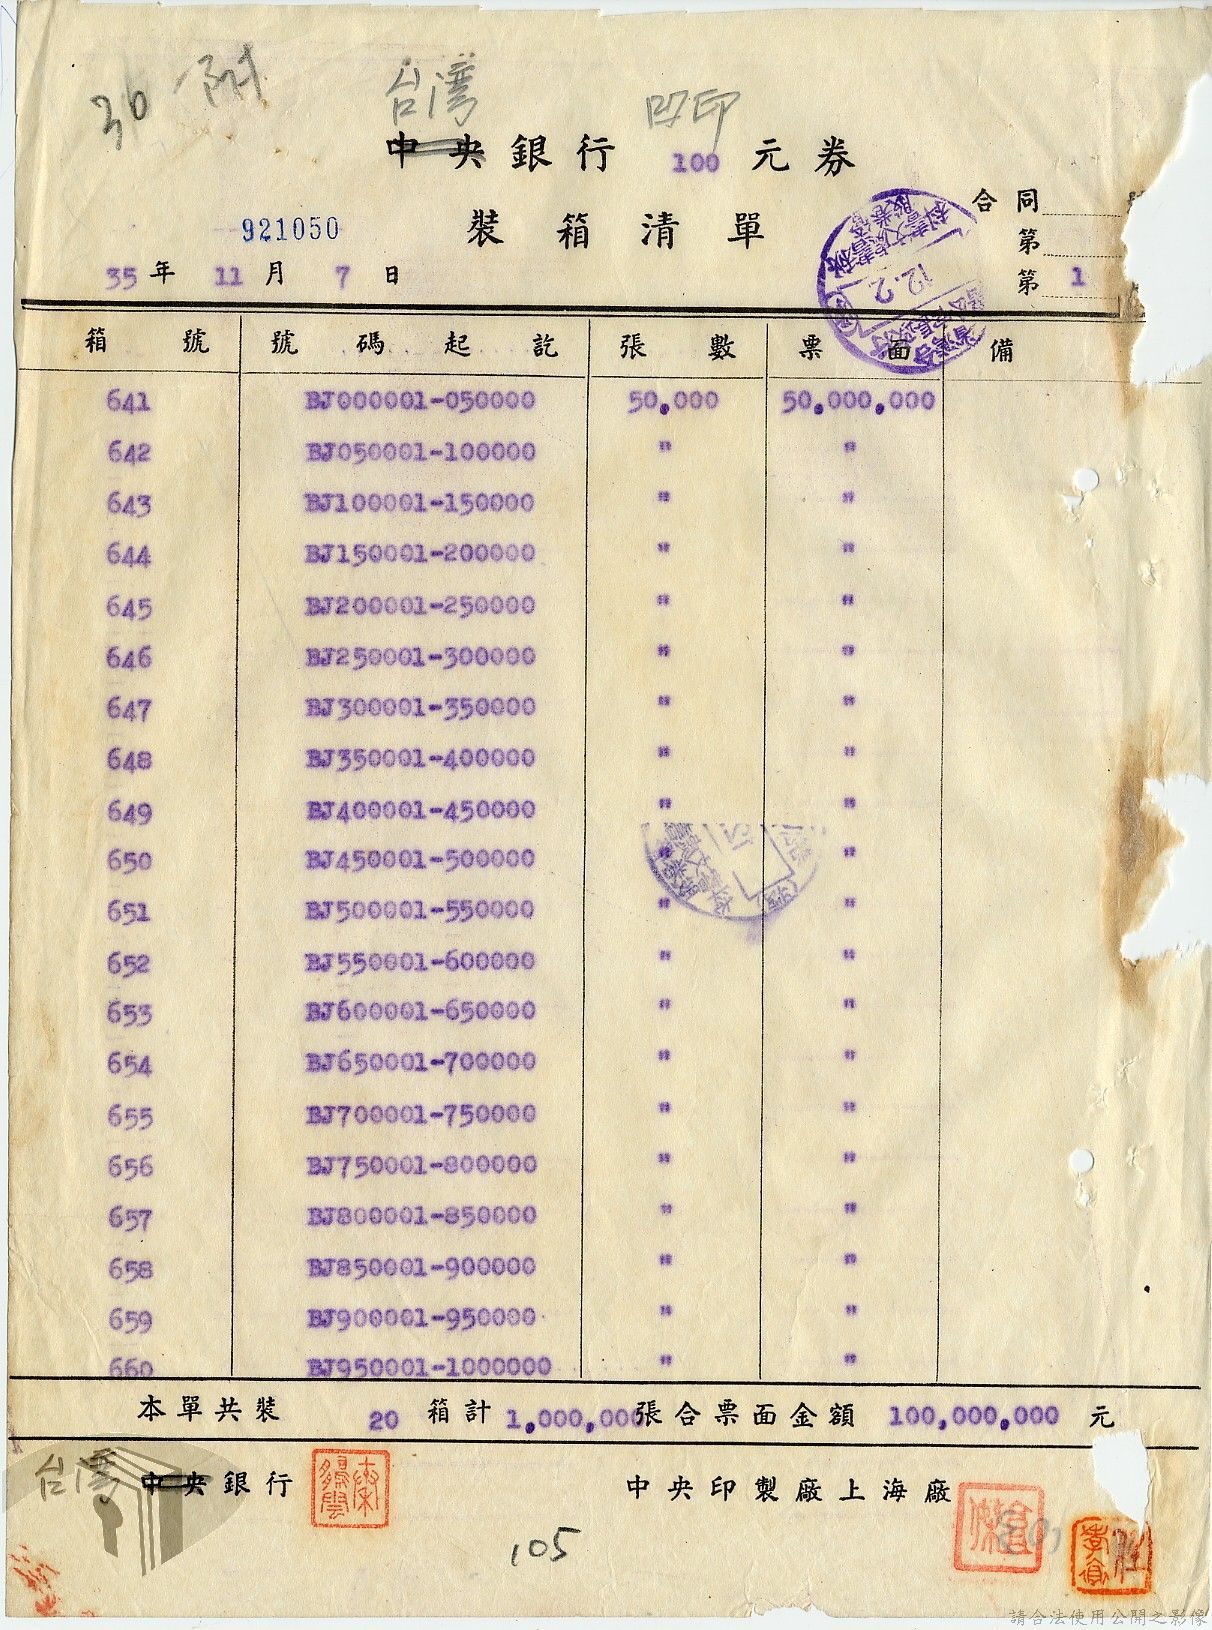 36 附 台灣 凹印
中央銀行 100 元券
921050 裝箱清單 合同
第
35 年 11 月 7 日 第 1
箱號 號碼起訖 張數 票面 備
641 BJ000001-050000 50,000 50,000,000
642 BJ050001-100000 " "
643 BJ100001-150000 " "
644 BJ150001-200000 " "
645 BJ200001-250000 " "
646 BJ250001-300000 " "
647 BJ300001-350000 " "
648 BJ350001-400000 " "
649 BJ400001-450000 " "
650 BJ450001-500000 " "
651 BJ500001-550000 " "
652 BJ550001-600000 " "
653 BJ600001-650000 " "
654 BJ650001-700000 " "
655 BJ700001-750000 " "
656 BJ750001-800000 " "
657 BJ800001-850000 " "
658 BJ850001-900000 " "
659 BJ900001-950000 " "
660 BJ950001-1000000 " "
本單共裝 20 箱計 1,000,000 張合票面金額 100,000,000 元
台灣 中央銀行 中央印製廠上海廠
105
請合法使用公開之影像